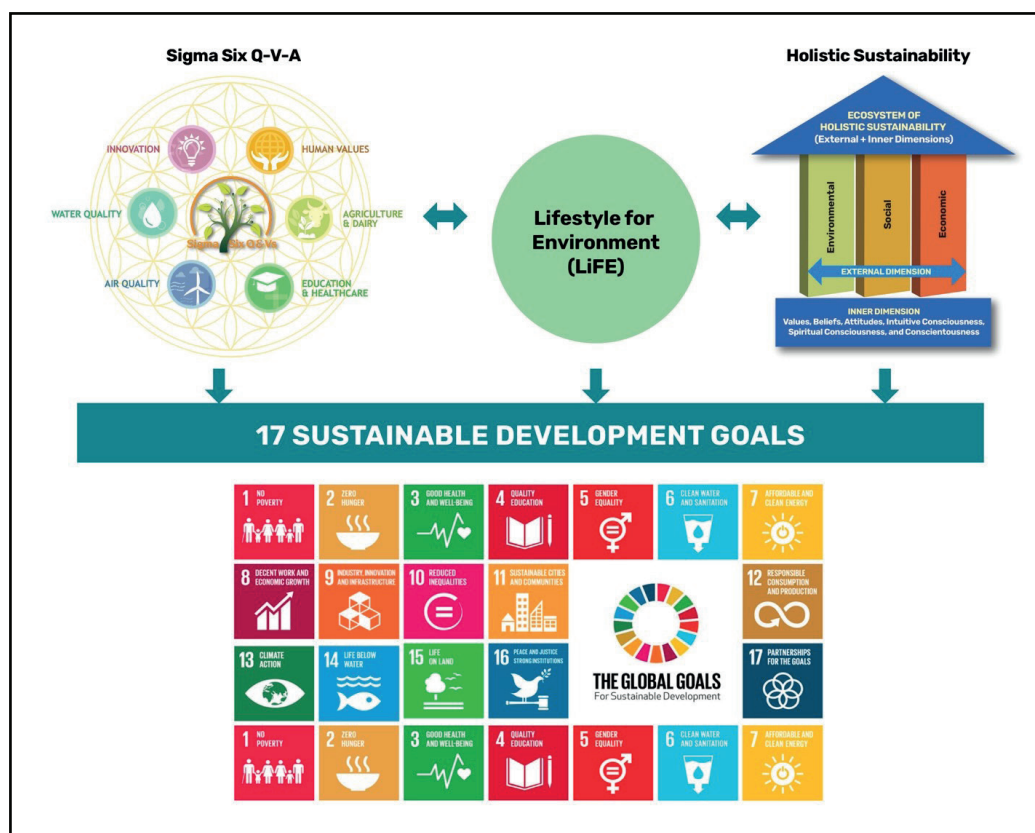 Sigma Six Q-V-A
INNOVATION
HUMAN VALUES
WATER QUALITY
AGRICULTURE
& DAIRY
Sigma Six Q & Vs
AIR QUALITY
EDUCATION
& HEALTHCARE
Lifestyle for
Environment
(LiFE)
Holistic Sustainability
ECOSYSTEM OF
HOLISTIC SUSTAINABILITY
(External + Inner Dimensions)
Environmental
Social
Economic
EXTERNAL DIMENSION
INNER DIMENSION
Values, Beliefs, Attitudes, Intuitive Consciousness,
Spiritual Consciousness, and Conscientousness
17 SUSTAINABLE DEVELOPMENT GOALS
1 NO
POVERTY
2 ZERO
HUNGER
3 GOOD HEALTH
AND WELL-BEING
4 QUALITY
EDUCATION
5 GENDER
EQUALITY
6 CLEAN WATER
AND SANITATION
7 AFFORDABLE AND
CLEAN ENERGY
8 DECENT WORK AND
ECONOMIC GROWTH
9 INDUSTRY, INNOVATION
AND INFRASTRUCTURE
10 REDUCED
INEQUALITIES
11 SUSTAINABLE CITIES
AND COMMUNITIES
12 RESPONSIBLE
CONSUMPTION
AND PRODUCTION
13 CLIMATE
ACTION
14 LIFE BELOW
WATER
15 LIFE
ON LAND
16 PEACE AND JUSTICE
STRONG INSTITUTIONS
THE GLOBAL GOALS
For Sustainable Development
17 PARTNERSHIPS
FOR THE GOALS
1 NO
POVERTY
2 ZERO
HUNGER
3 GOOD HEALTH
AND WELL-BEING
4 QUALITY
EDUCATION
5 GENDER
EQUALITY
6 CLEAN WATER
AND SANITATION
7 AFFORDABLE AND
CLEAN ENERGY